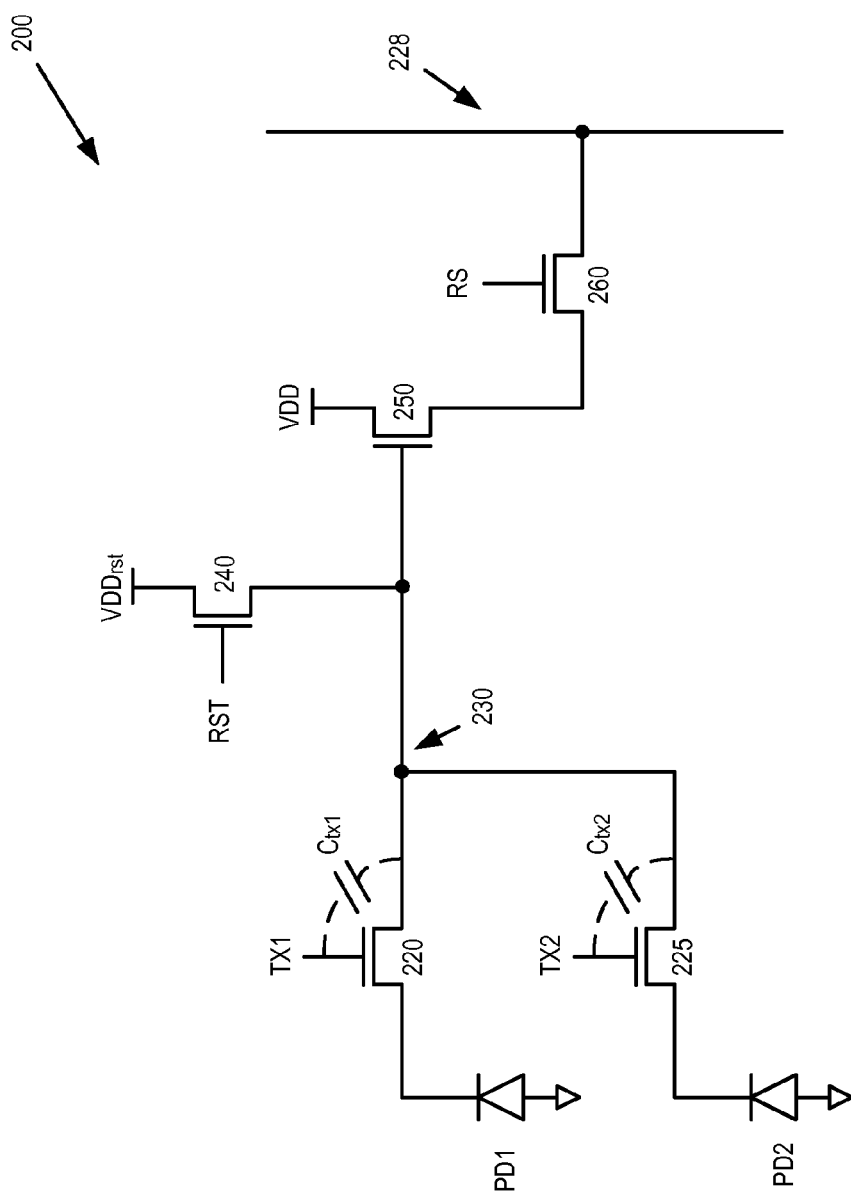 200
228
RS
260
VDD
250
VDDrst
240
RST
230
Ctx1
TX1
220
Ctx2
TX2
225
PD1
PD2